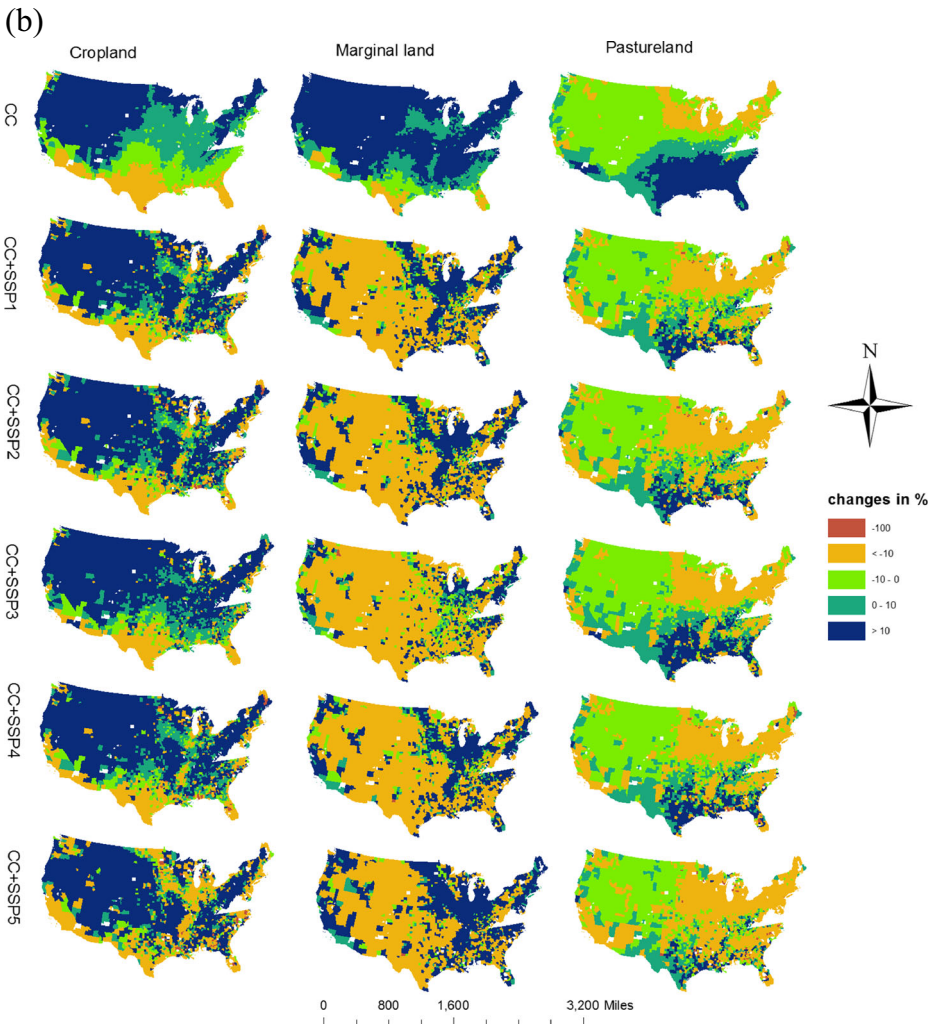 (b)
Cropland
Marginal land
Pastureland
CC
CC+SSP1
CC+SSP2
CC+SSP3
CC+SSP4
CC+SSP5
N
changes in %
-100
< -10
-10 - 0
0 - 10
> 10
0 800 1,600 3,200 Miles